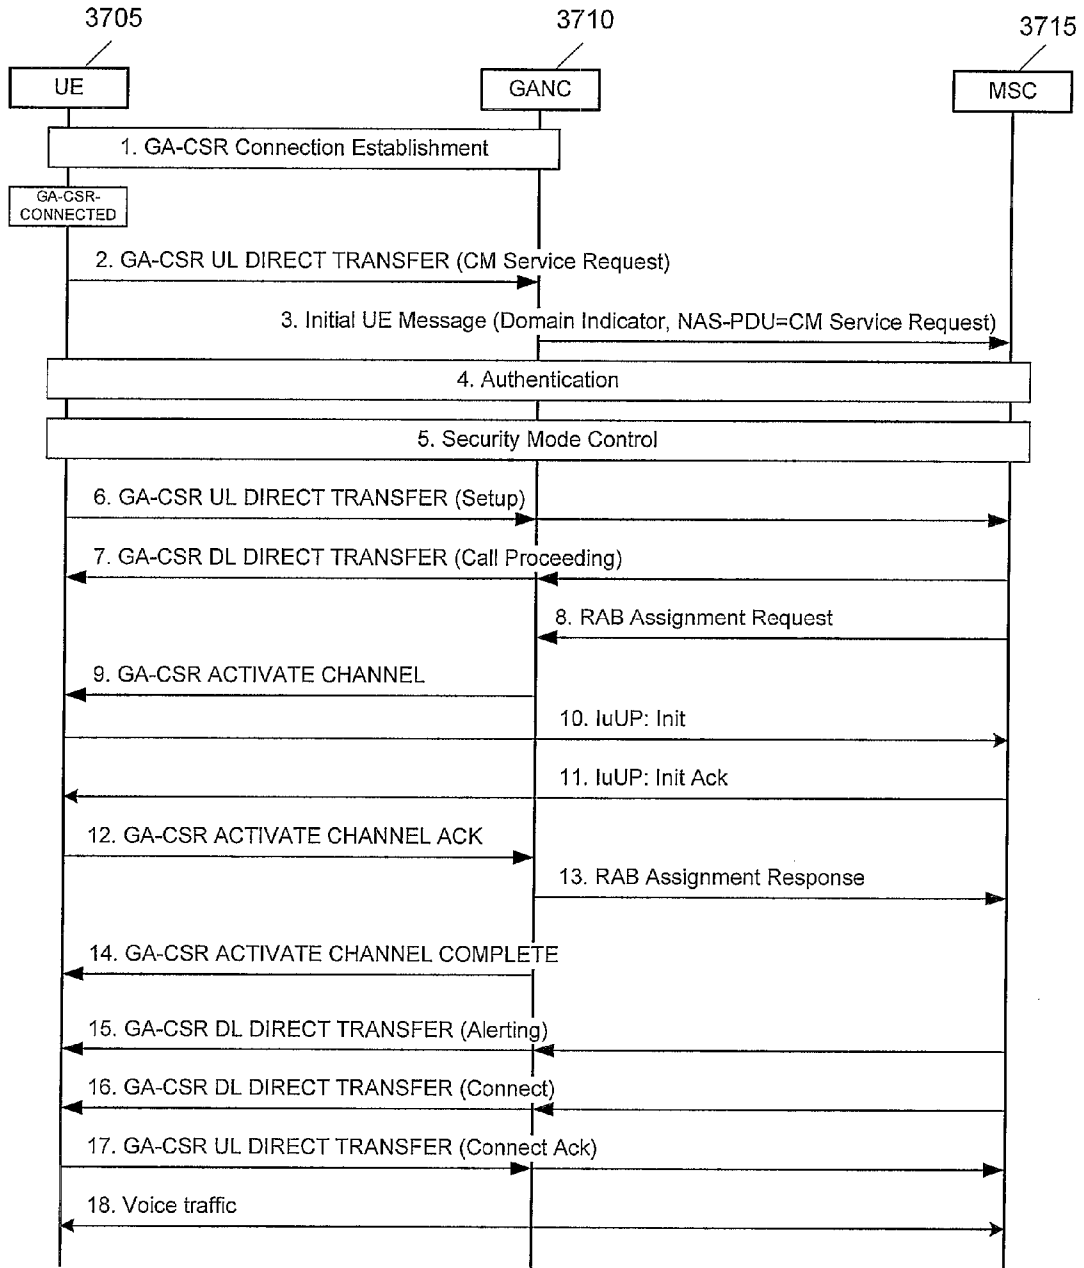 3705
3710
3715
UE
GANC
MSC
1. GA-CSR Connection Establishment
GA-CSR-
CONNECTED
2. GA-CSR UL DIRECT TRANSFER (CM Service Request)
3. Initial UE Message (Domain Indicator, NAS-PDU=CM Service Request)
4. Authentication
5. Security Mode Control
6. GA-CSR UL DIRECT TRANSFER (Setup)
7. GA-CSR DL DIRECT TRANSFER (Call Proceeding)
8. RAB Assignment Request
9. GA-CSR ACTIVATE CHANNEL
10. IuUP: Init
11. IuUP: Init Ack
12. GA-CSR ACTIVATE CHANNEL ACK
13. RAB Assignment Response
14. GA-CSR ACTIVATE CHANNEL COMPLETE
15. GA-CSR DL DIRECT TRANSFER (Alerting)
16. GA-CSR DL DIRECT TRANSFER (Connect)
17. GA-CSR UL DIRECT TRANSFER (Connect Ack)
18. Voice traffic